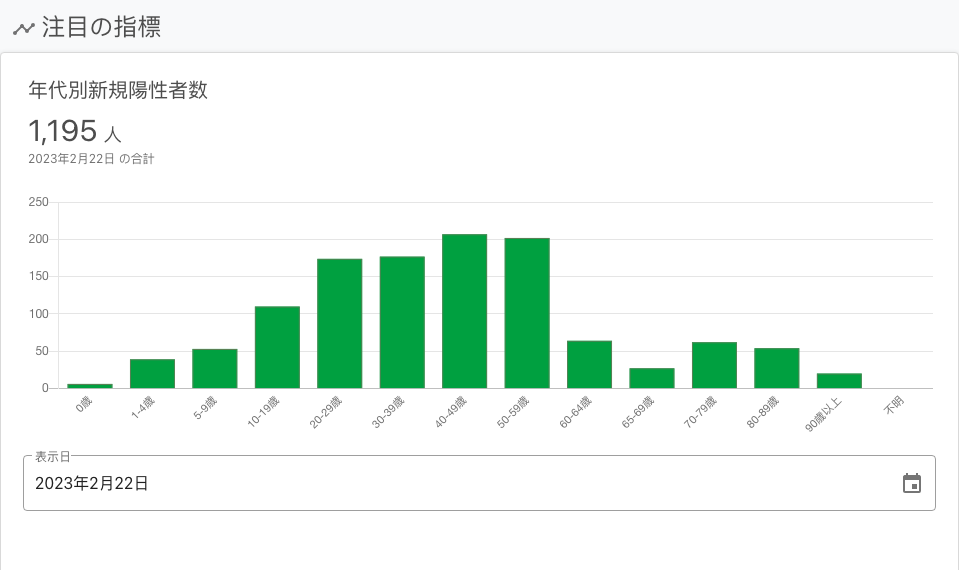 注目の指標
年代別新規陽性者数
1,195 人
2023年2月22日 の合計
250
200
150
100
50
0
0歳
1-4歳
5-9歳
10-19歳
20-29歳
30-39歳
40-49歳
50-59歳
60-64歳
65-69歳
70-79歳
80-89歳
90歳以上
不明
表示日
2023年2月22日